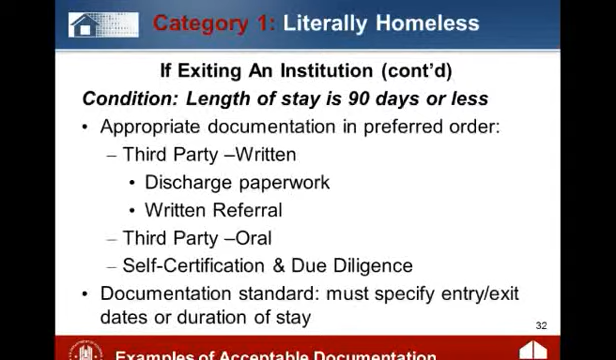 Category 1: Literally Homeless
If Exiting An Institution (cont'd)
Condition: Length of stay is 90 days or less
• Appropriate documentation in preferred order:
– Third Party –Written
• Discharge paperwork
• Written Referral
– Third Party –Oral
– Self-Certification & Due Diligence
• Documentation standard: must specify entry/exit
dates or duration of stay
32
Examples of Acceptable Documentation